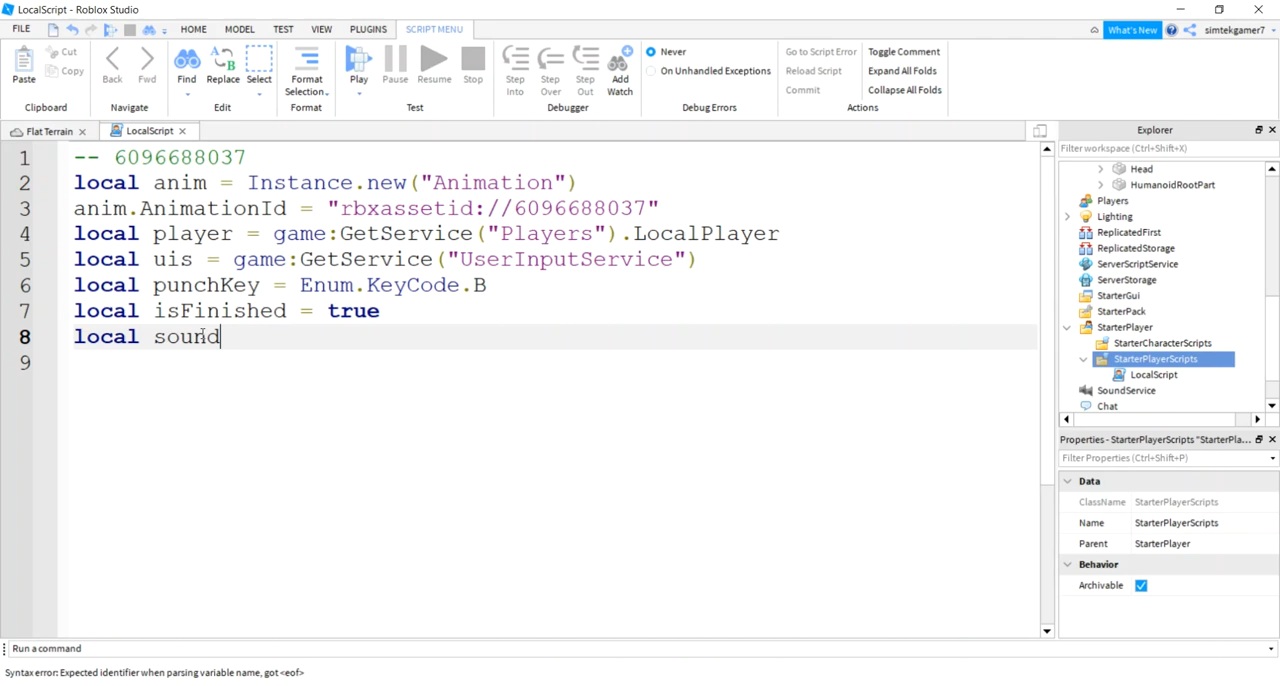 LocalScript - Roblox Studio
FILE HOME MODEL TEST VIEW PLUGINS SCRIPT MENU What's New simtekgamer7
Paste Cut Copy Back Fwd Find Replace Select Format Selection Play Pause Resume Stop Step Into Step Over Step Out Add Watch Never On Unhandled Exceptions Go to Script Error Reload Script Commit Toggle Comment Expand All Folds Collapse All Folds
Clipboard Navigate Edit Format Test Debugger Debug Errors Actions
Flat Terrain LocalScript
1 -- 6096688037
2 local anim = Instance.new("Animation")
3 anim.AnimationId = "rbxassetid://6096688037"
4 local player = game:GetService("Players").LocalPlayer
5 local uis = game:GetService("UserInputService")
6 local punchKey = Enum.KeyCode.B
7 local isFinished = true
8 local sound
9
Explorer
Filter workspace (Ctrl+Shift+X)
Head
HumanoidRootPart
Players
Lighting
ReplicatedFirst
ReplicatedStorage
ServerScriptService
ServerStorage
StarterGui
StarterPack
StarterPlayer
StarterCharacterScripts
StarterPlayerScripts
LocalScript
SoundService
Chat
Properties - StarterPlayerScripts "StarterPla...
Filter Properties (Ctrl+Shift+P)
Data
ClassName StarterPlayerScripts
Name StarterPlayerScripts
Parent StarterPlayer
Behavior
Archivable
Run a command
Syntax error: Expected identifier when parsing variable name, got <eof>